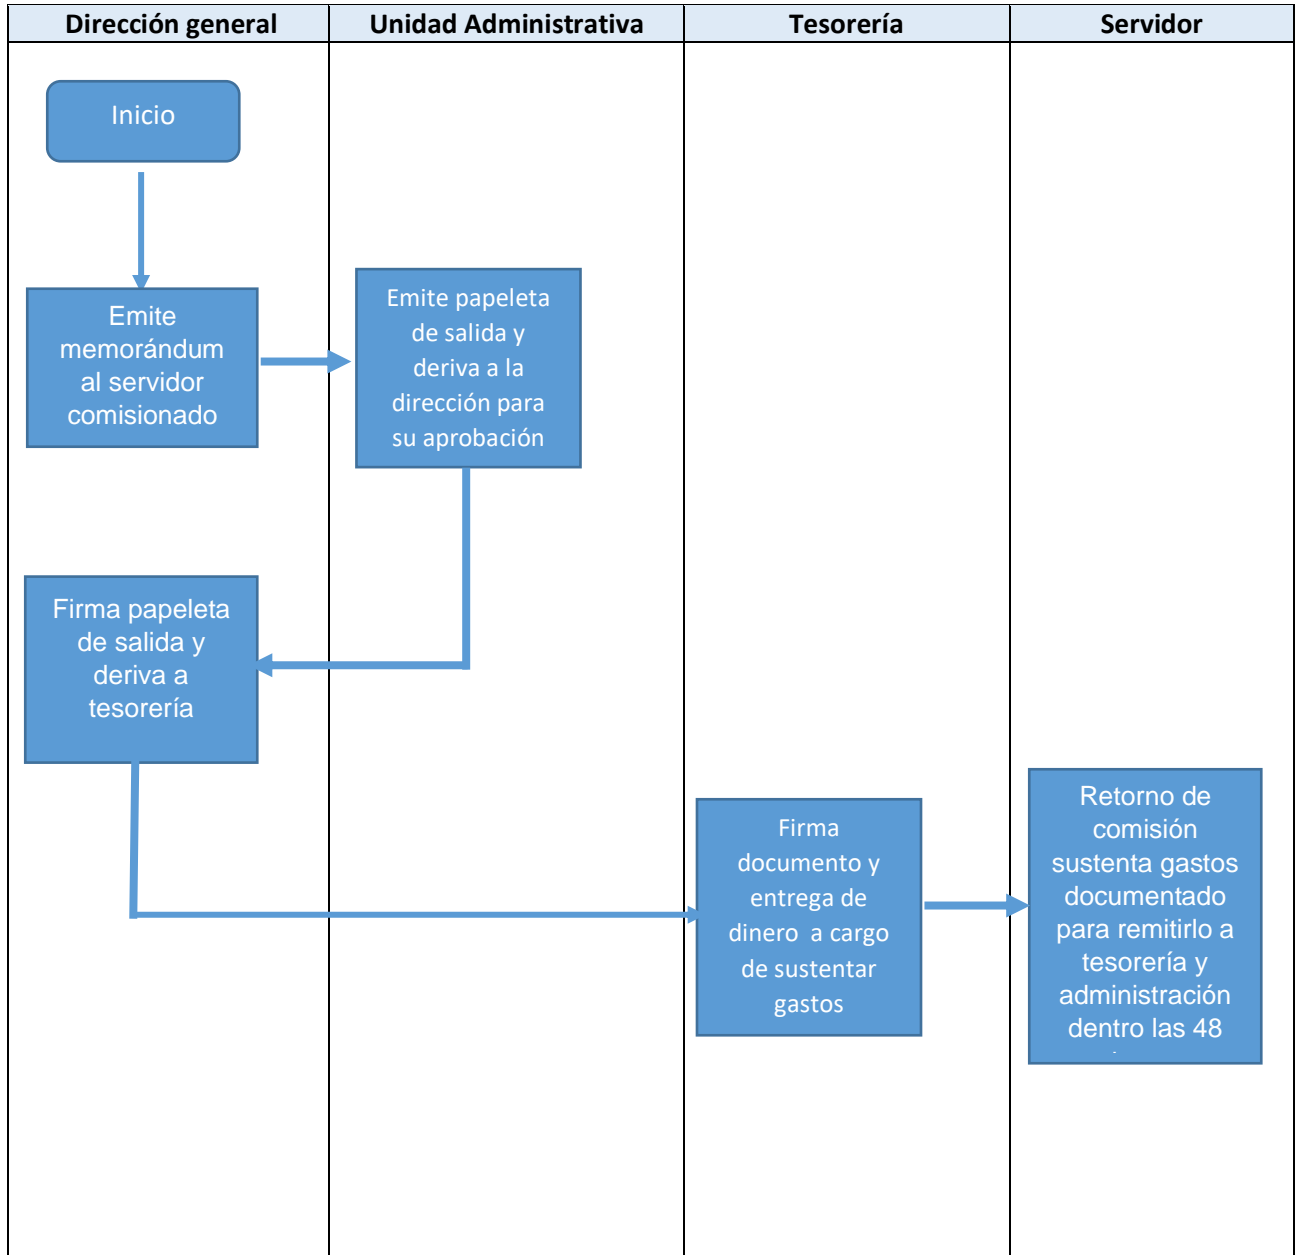 Dirección general
Unidad Administrativa
Tesorería
Servidor
Inicio
Emite
memorándum
al servidor
comisionado
Emite papeleta
de salida y
deriva a la
dirección para
su aprobación
Firma papeleta
de salida y
deriva a
tesorería
Firma
documento y
entrega de
dinero a cargo
de sustentar
gastos
Retorno de
comisión
sustenta gastos
documentado
para remitirlo a
tesorería y
administración
dentro las 48